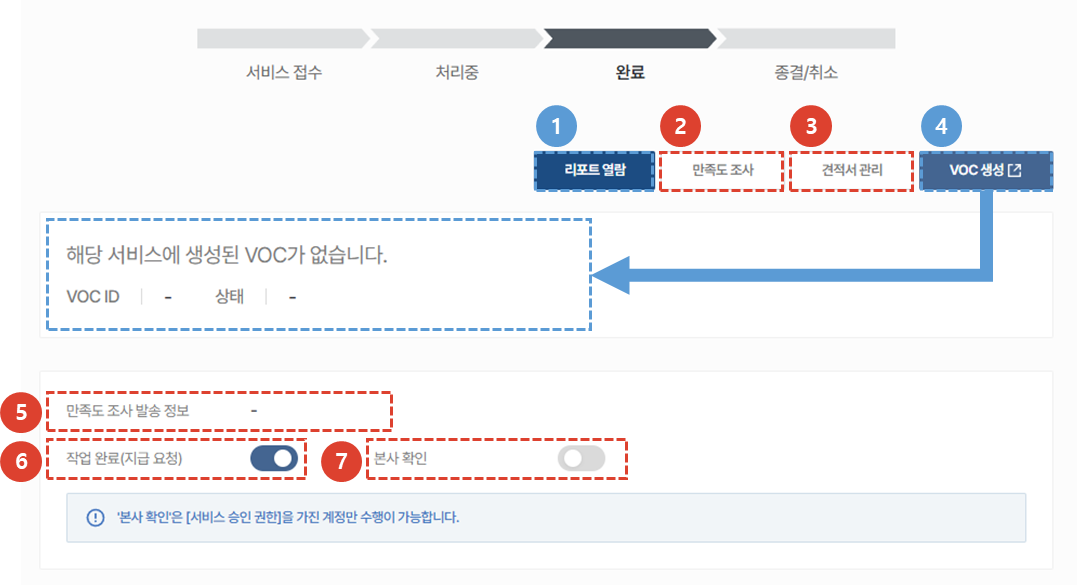 서비스 접수 처리중 완료 종결/취소
1 2 3 4
리포트 열람 만족도 조사 견적서 관리 VOC 생성
해당 서비스에 생성된 VOC가 없습니다.
VOC ID - 상태 -
5 만족도 조사 발송 정보 -
6 작업 완료(지급 요청) 7 본사 확인
'본사 확인'은 [서비스 승인 권한]을 가진 계정만 수행이 가능합니다.